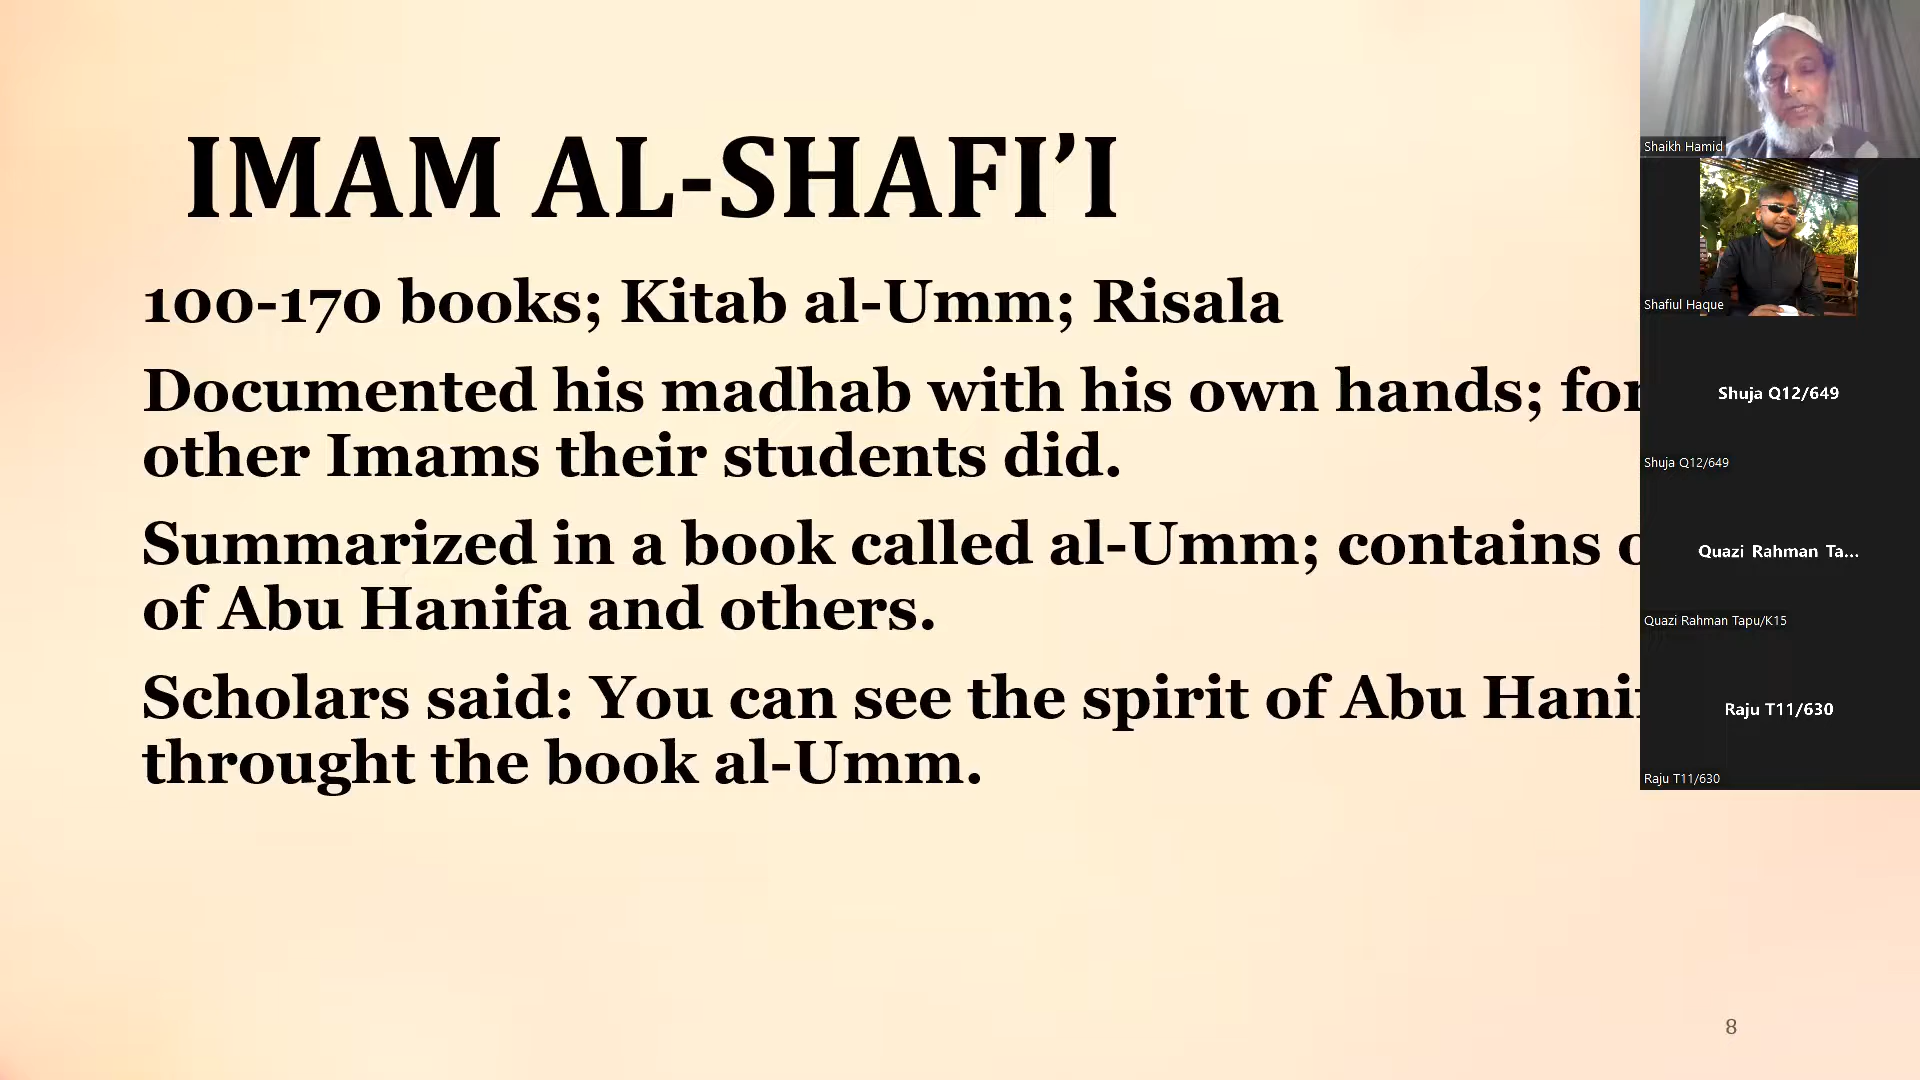 IMAM AL-SHAFI’I
100-170 books; Kitab al-Umm; Risala
Documented his madhab with his own hands; for
other Imams their students did.
Summarized in a book called al-Umm; contains
of Abu Hanifa and others.
Scholars said: You can see the spirit of Abu
throught the book al-Umm.
8
Shaikh Hamid
Shafiul Haque
Shuja Q12/649
Shuja Q12/649
Quazi Rahman Ta...
Quazi Rahman Tapu/K15
Raju T11/630
Raju T11/630